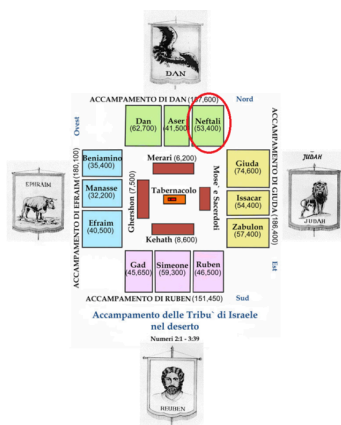 DAN
ACCAMPAMENTO DI DAN (157,600)
Nord
Ovest
Dan
(62,700)
Aser
(41,500)
Neftali
(53,400)
ACCAMPAMENTO DI EFRAIM (180,100)
Beniamino
(35,400)
Manasse
(32,200)
Efraim
(40,500)
EPHRAIM
Merari (6,200)
Ghershon (7,500)
Tabernacolo
Mose` e Sacerdoti
Kehath (8,600)
Giuda
(74,600)
Issacar
(54,400)
Zabulon
(57,400)
ACCAMPAMENTO DI GIUDA (186,400)
Est
JUDAH
JUDAH
Gad
(45,650)
Simeone
(59,300)
Ruben
(46,500)
ACCAMPAMENTO DI RUBEN (151,450)
Sud
Accampamento delle Tribu` di Israele
nel deserto
Numeri 2:1 - 3:39
REUBEN